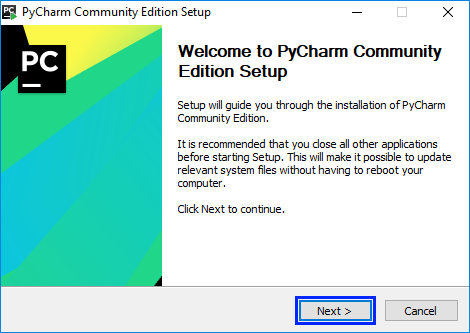 PyCharm Community Edition Setup
PC
Welcome to PyCharm Community
Edition Setup
Setup will guide you through the installation of PyCharm
Community Edition.
It is recommended that you close all other applications
before starting Setup. This will make it possible to update
relevant system files without having to reboot your
computer.
Click Next to continue.
Next >
Cancel